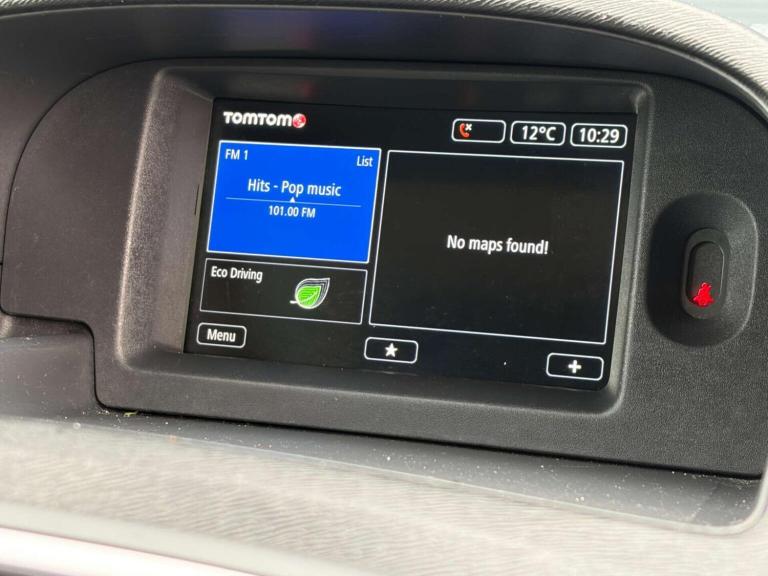 TOMTOM
12°C
10:29
FM 1
List
Hits - Pop music
101.00 FM
No maps found!
Eco Driving
Menu